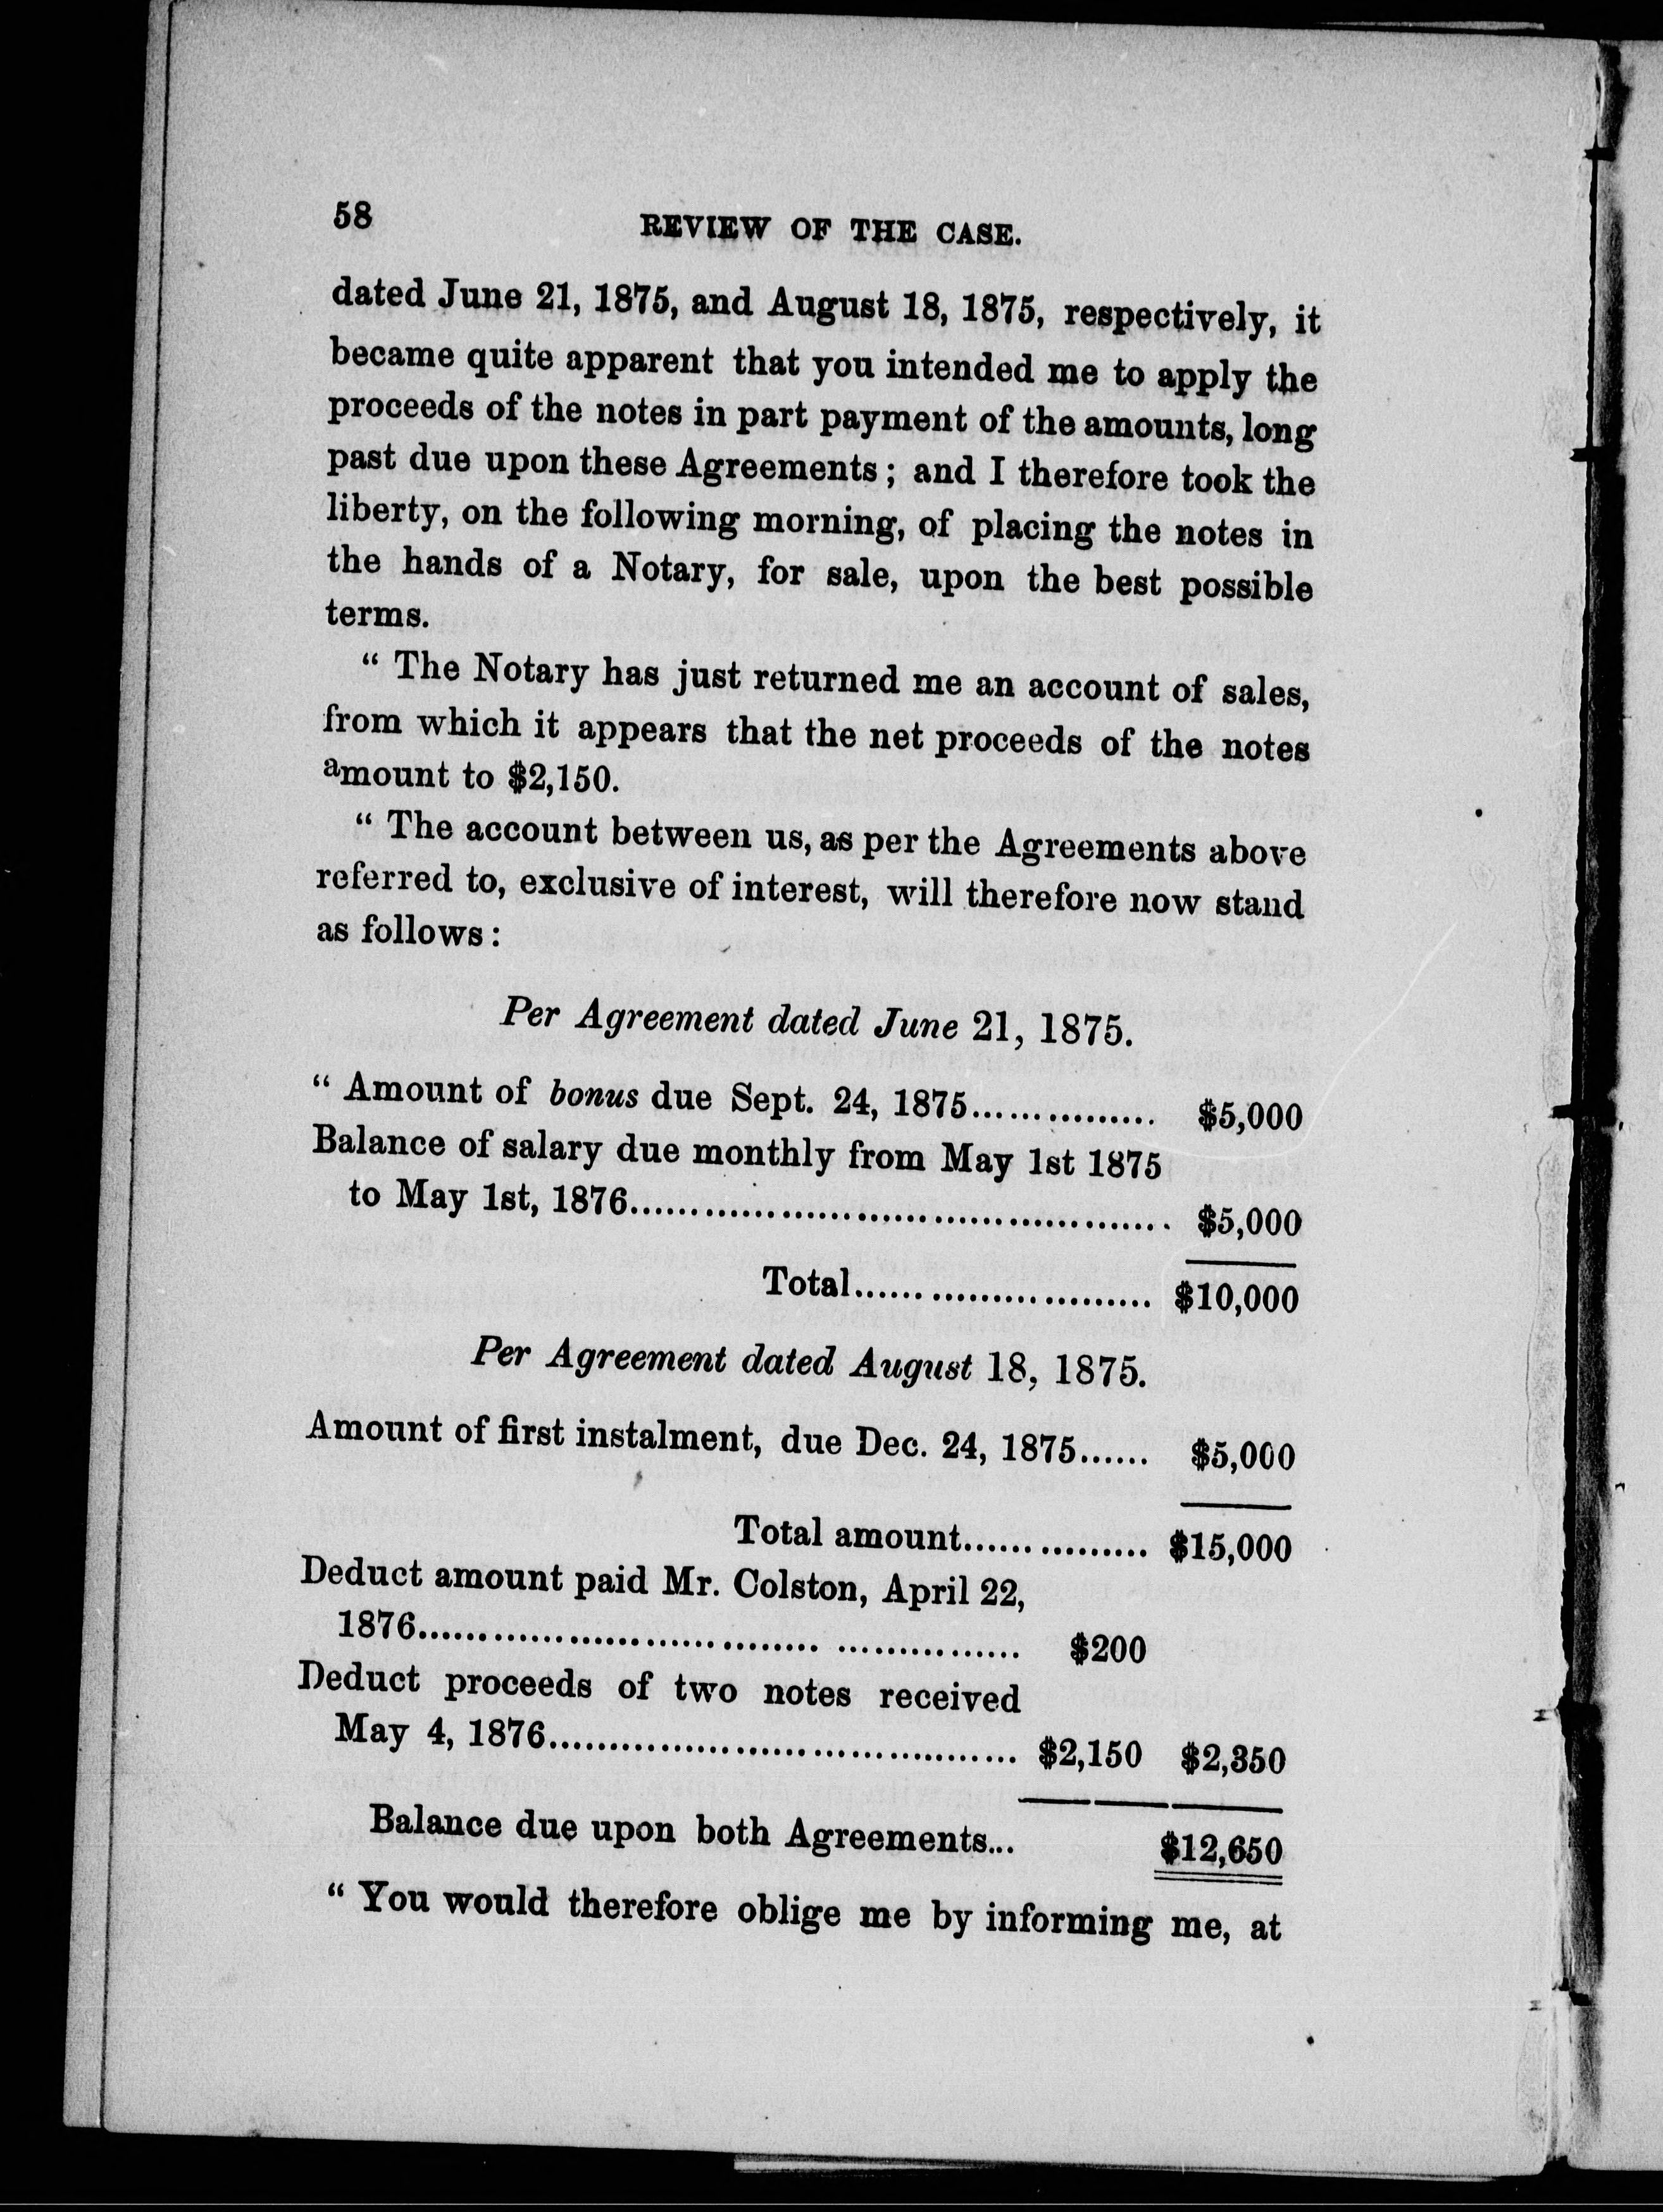 58 REVIEW OF THE CASE.
dated June 21, 1875, and August 18, 1875, respectively, it
became quite apparent that you intended me to apply the
proceeds of the notes in part payment of the amounts, long
past due upon these Agreements; and I therefore took the
liberty, on the following morning, of placing the notes in
the hands of a Notary, for sale, upon the best possible
terms.
“ The Notary has just returned me an account of sales,
from which it appears that the net proceeds of the notes
amount to $2,150.
“ The account between us, as per the Agreements above
referred to, exclusive of interest, will therefore now stand
as follows:
Per Agreement dated June 21, 1875.
“ Amount of bonus due Sept. 24, 1875............... $5,000
Balance of salary due monthly from May 1st 1875
to May 1st, 1876............................................ $5,000
Total........................ $10,000
Per Agreement dated August 18, 1875.
Amount of first instalment, due Dec. 24, 1875...... $5,000
Total amount............... $15,000
Deduct amount paid Mr. Colston, April 22,
1876................................................ $200
Deduct proceeds of two notes received
May 4, 1876...................................... $2,150 $2,350
Balance due upon both Agreements... $12,650
“ You would therefore oblige me by informing me, at